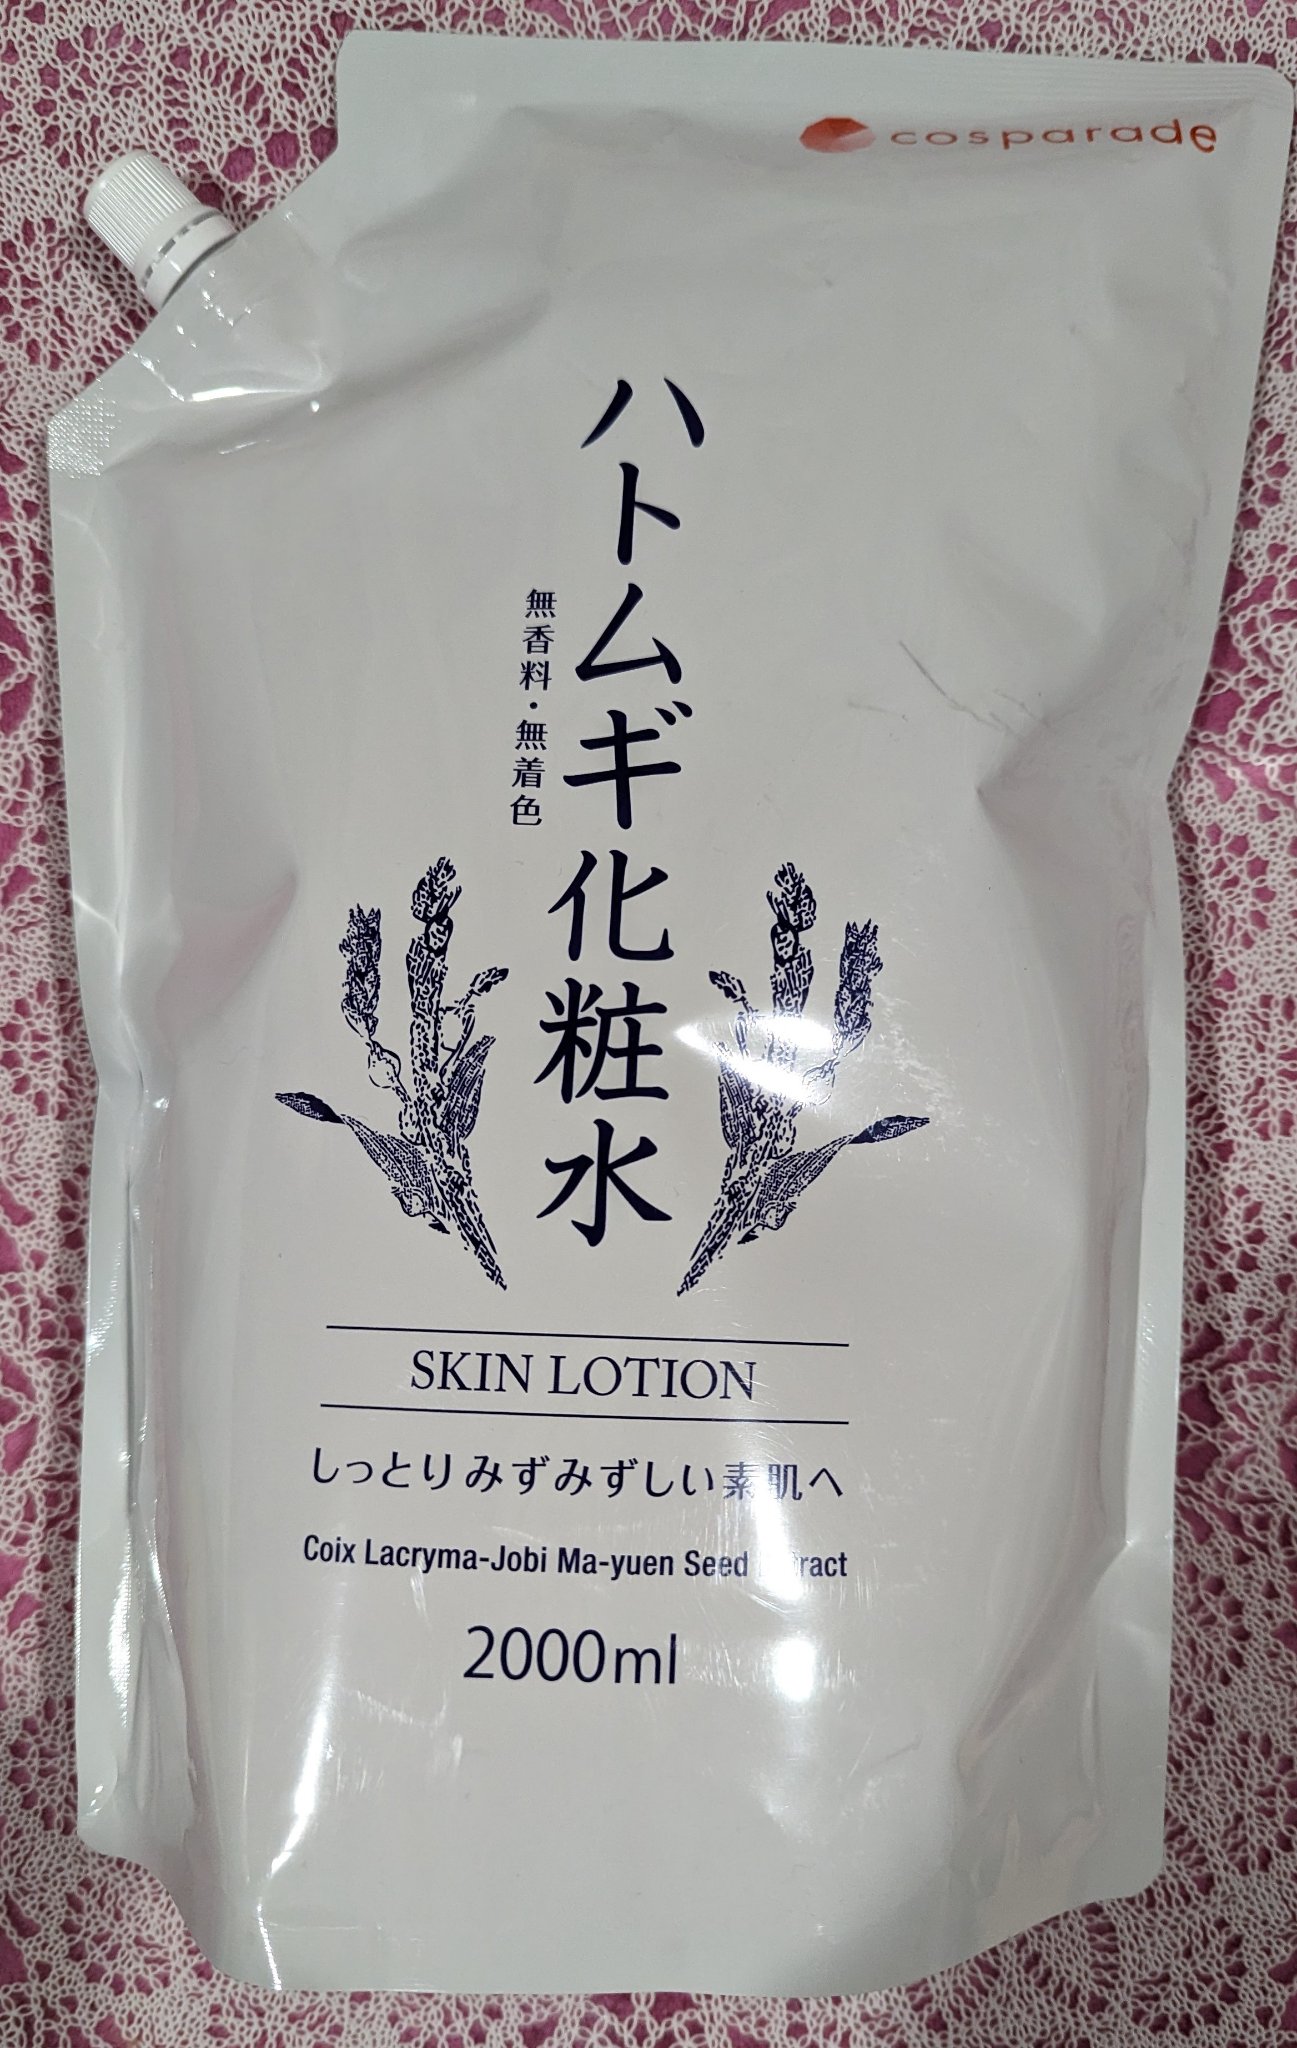 cosparade
ハトムギ化粧水
無香料・無着色
SKIN LOTION
しっとりみずみずしい素肌へ
Coix Lacryma-Jobi Ma-yuen Seed Extract
2000ml